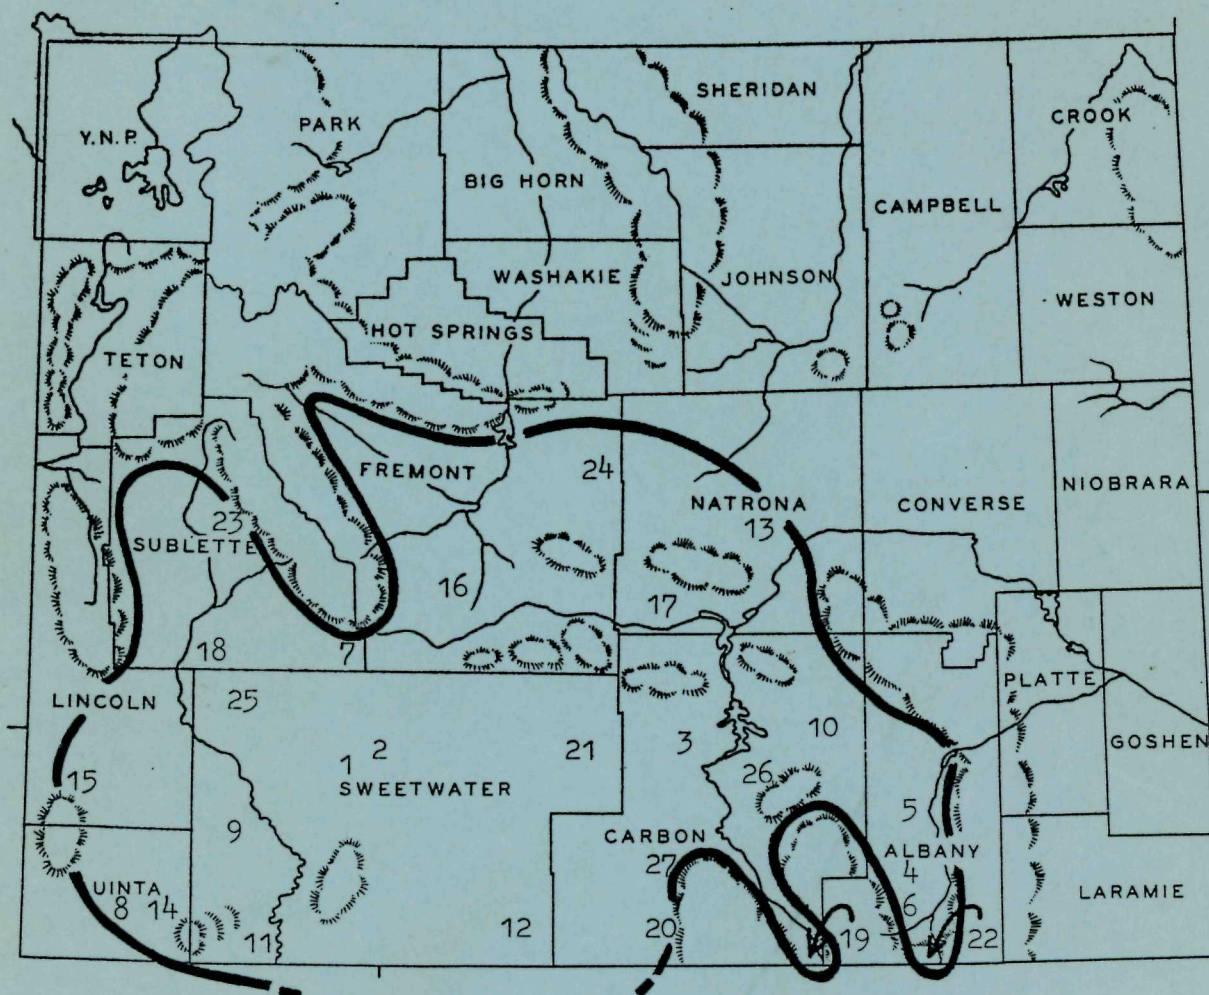 SHERIDAN
CROOK
PARK
Y.N.P.
BIG HORN
CAMPBELL
WASHAKIE
JOHNSON
WESTON
HOT SPRINGS
TETON
FREMONT
24
NIOBRARA
NATRONA
CONVERSE
13
23
SUBLETTE
16
17
18
7
PLATTE
LINCOLN
25
10
GOSHEN
3
21
2
1
15
26
SWEETWATER
5
9
CARBON
ALBANY
27
4
UINTA
LARAMIE
8
14
6
12
20
19
22
11